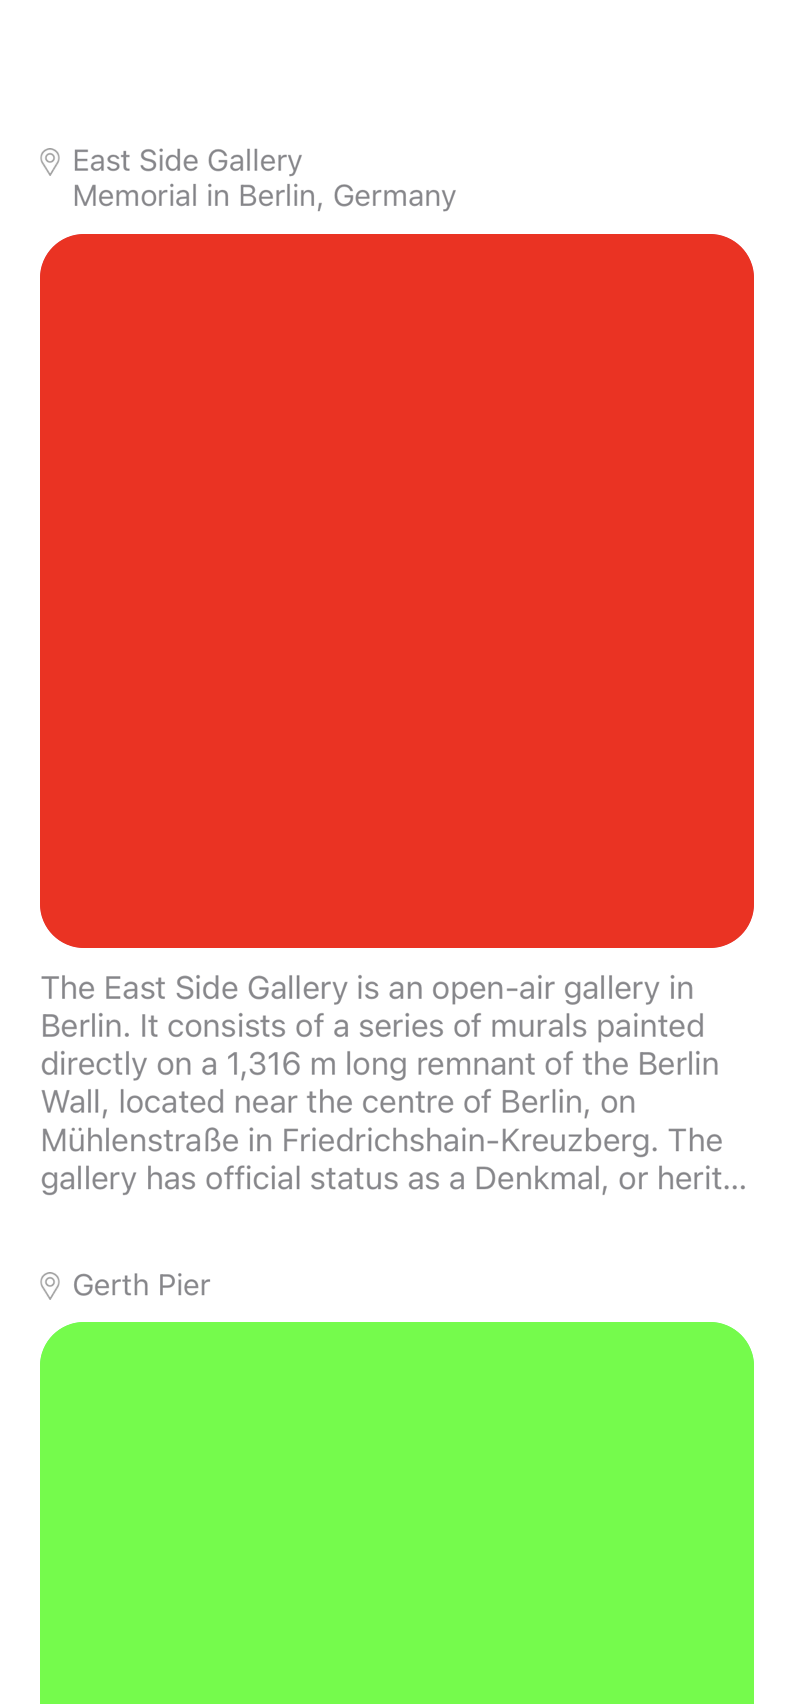 East Side Gallery
Memorial in Berlin, Germany
The East Side Gallery is an open-air gallery in
Berlin. It consists of a series of murals painted
directly on a 1,316 m long remnant of the Berlin
Wall, located near the centre of Berlin, on
Mühlenstraße in Friedrichshain-Kreuzberg. The
gallery has official status as a Denkmal, or herit...
Gerth Pier